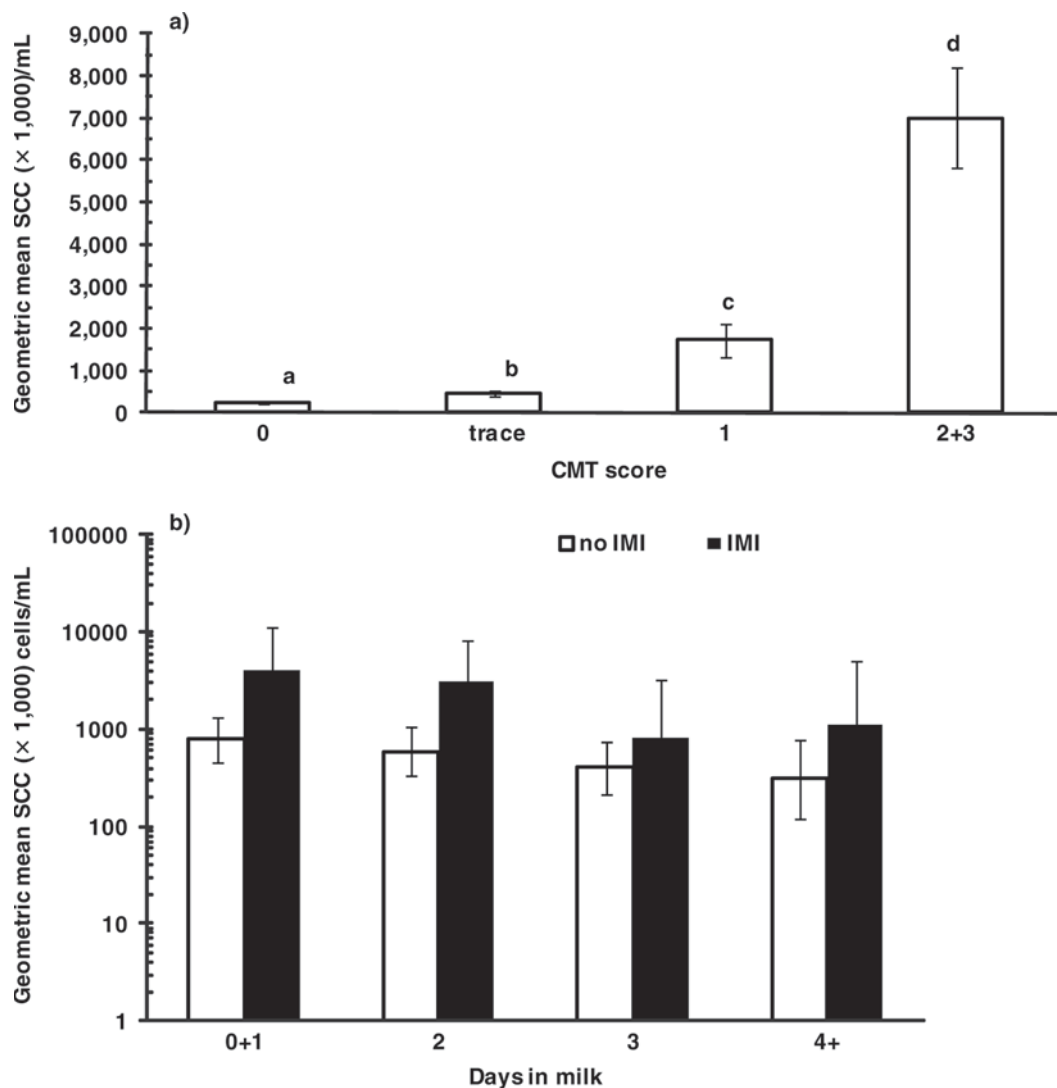 a)
Geometric mean SCC (× 1,000)/mL
9,000
8,000
7,000
6,000
5,000
4,000
3,000
2,000
1,000
0
a
b
c
d
0 trace 1 2+3
CMT score
b)
Geometric mean SCC (× 1,000) cells/mL
no IMI IMI
100000
10000
1000
100
10
1
0+1 2 3 4+
Days in milk